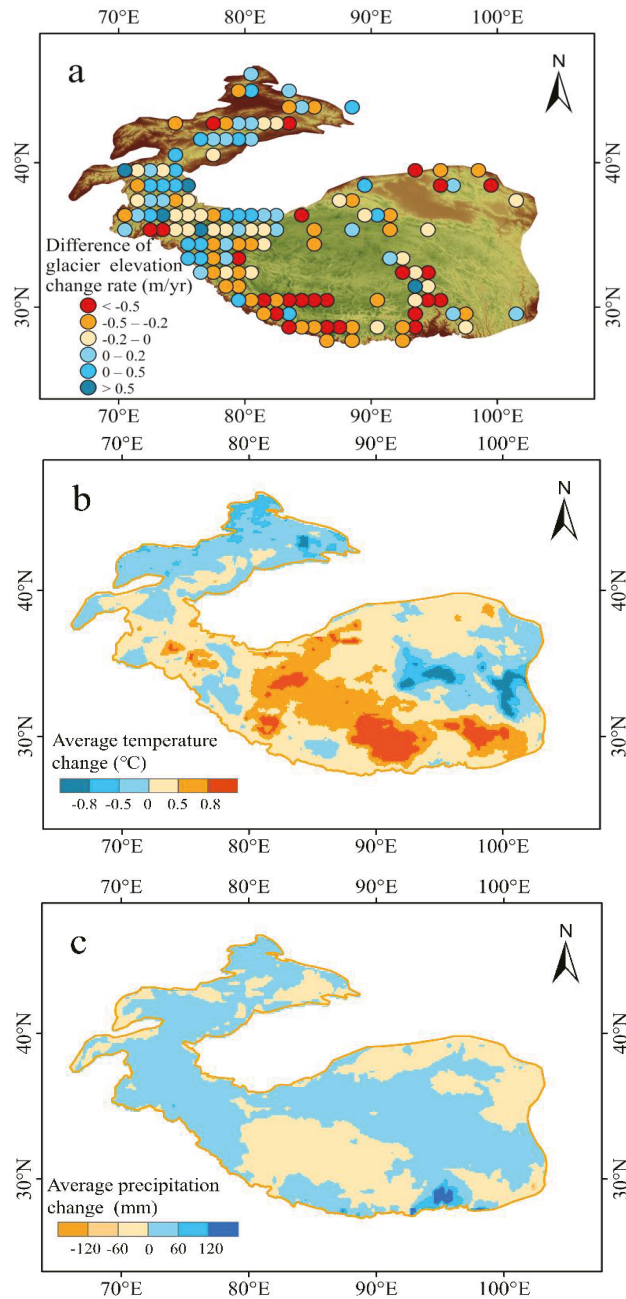 70°E 80°E 90°E 100°E
a
N
40°N 40°N
30°N 30°N
Difference of
glacier elevation
change rate (m/yr)
< -0.5
-0.5 – -0.2
-0.2 – 0
0 – 0.2
0 – 0.5
> 0.5
70°E 80°E 90°E 100°E
70°E 80°E 90°E 100°E
b
N
40°N 40°N
30°N 30°N
Average temperature
change (°C)
-0.8 -0.5 0 0.5 0.8
70°E 80°E 90°E 100°E
70°E 80°E 90°E 100°E
c
N
40°N 40°N
30°N 30°N
Average precipitation
change (mm)
-120 -60 0 60 120
70°E 80°E 90°E 100°E